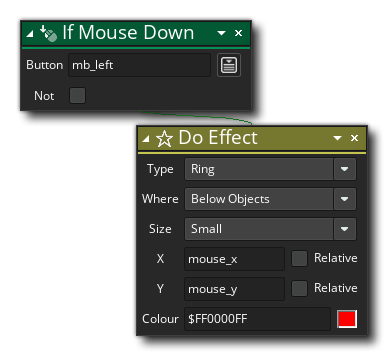 If Mouse Down
Button mb_left
Not
Do Effect
Type Ring
Where Below Objects
Size Small
X mouse_x Relative
Y mouse_y Relative
Colour $FF0000FF